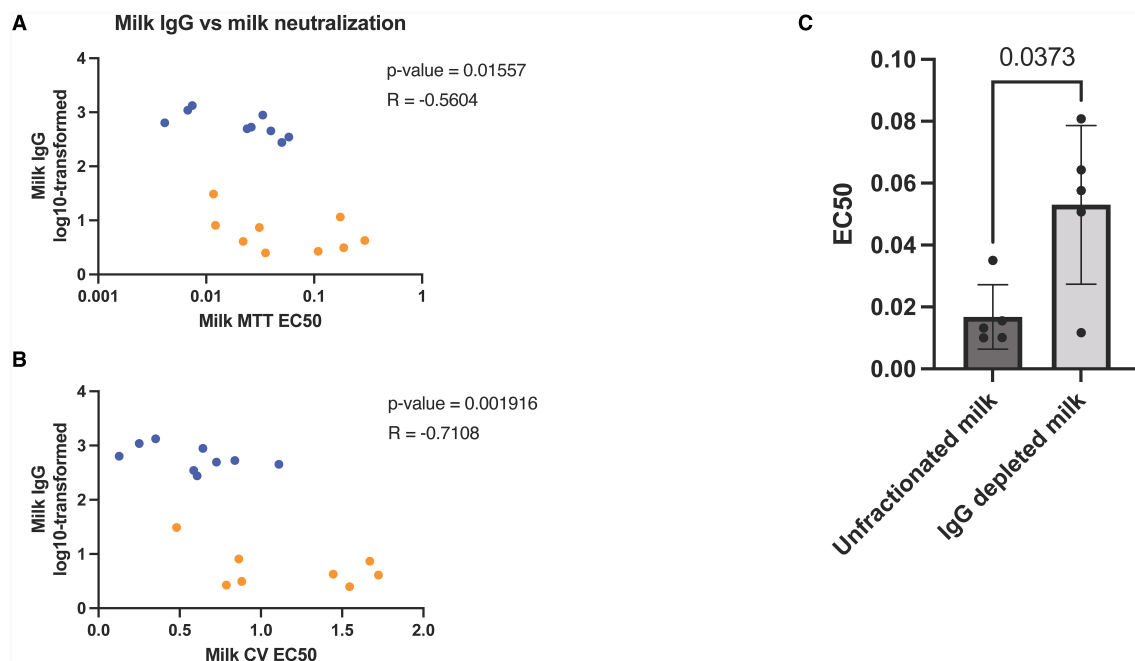 A
Milk IgG vs milk neutralization
p-value = 0.01557
R = -0.5604
Milk IgG
log10-transformed
4
3
2
1
0
0.001
0.01
0.1
1
Milk MTT EC50
B
p-value = 0.001916
R = -0.7108
Milk IgG
log10-transformed
4
3
2
1
0
0.0
0.5
1.0
1.5
2.0
Milk CV EC50
C
0.0373
EC50
0.10
0.08
0.06
0.04
0.02
0.00
Unfractionated milk
IgG depleted milk